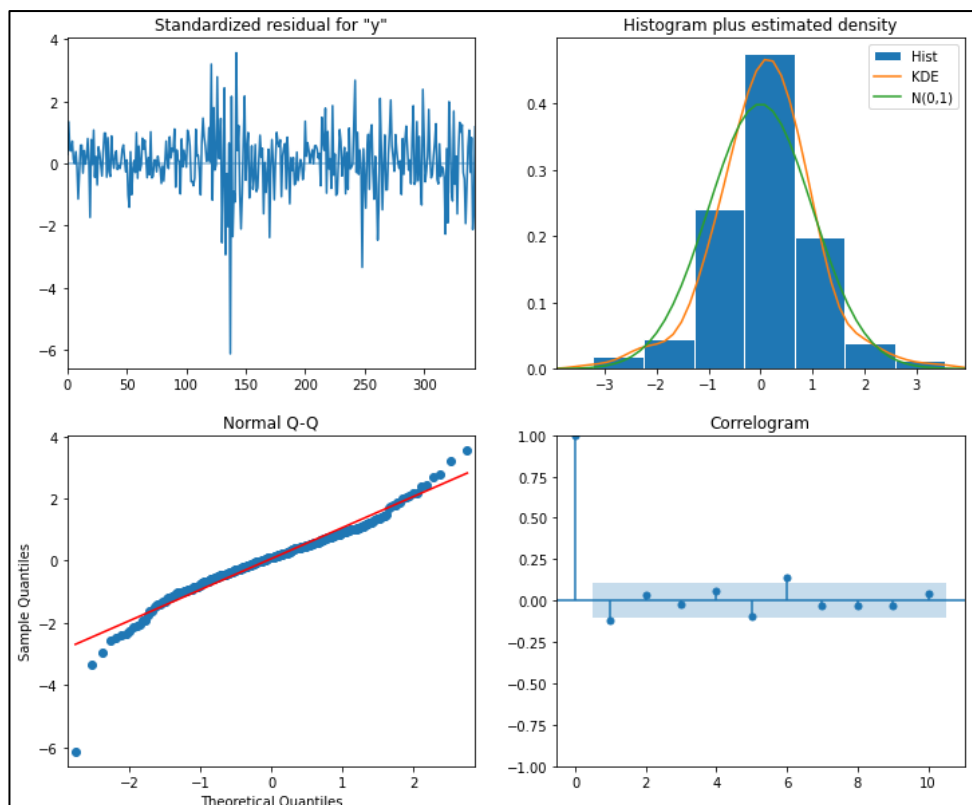 Standardized residual for "y"
4
2
0
−2
−4
−6
0 50 100 150 200 250 300
Histogram plus estimated density
Hist
KDE
N(0,1)
0.4
0.3
0.2
0.1
0.0
−3 −2 −1 0 1 2 3
Normal Q-Q
Sample Quantiles
4
2
0
−2
−4
−6
−2 −1 0 1 2
Theoretical Quantiles
Correlogram
1.00
0.75
0.50
0.25
0.00
−0.25
−0.50
−0.75
−1.00
0 2 4 6 8 10